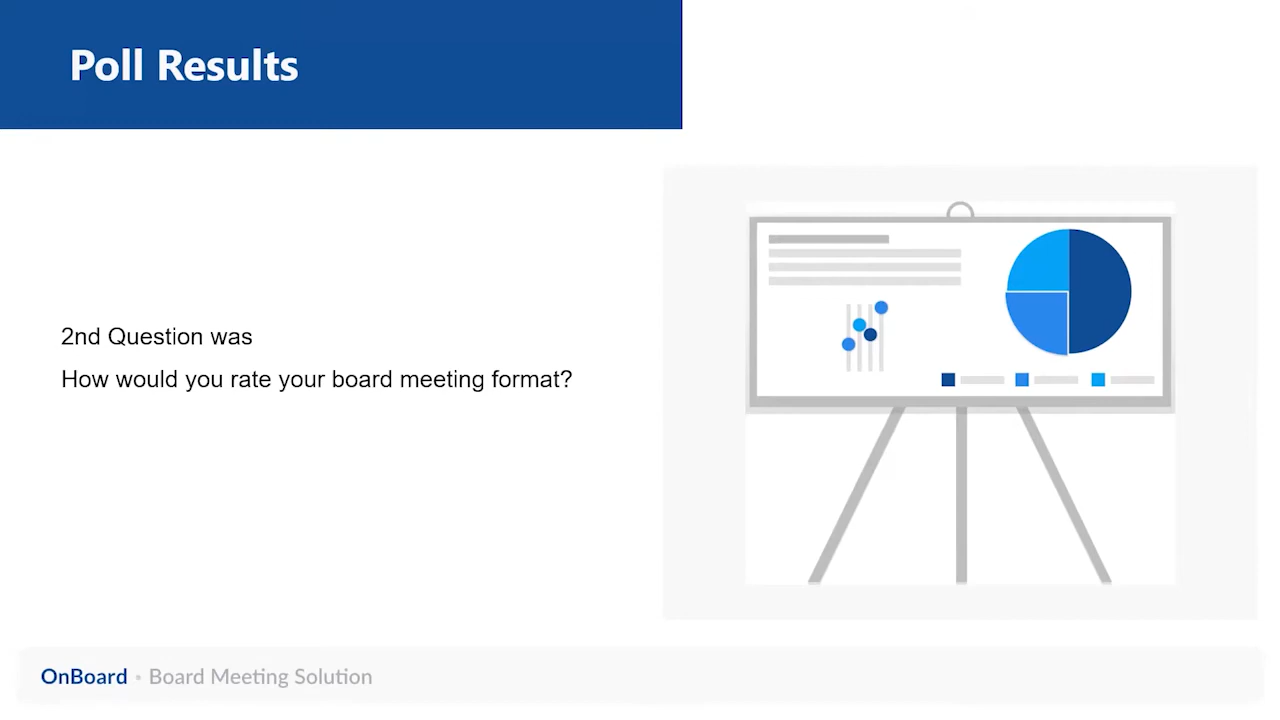 Poll Results
2nd Question was
How would you rate your board meeting format?
OnBoard • Board Meeting Solution